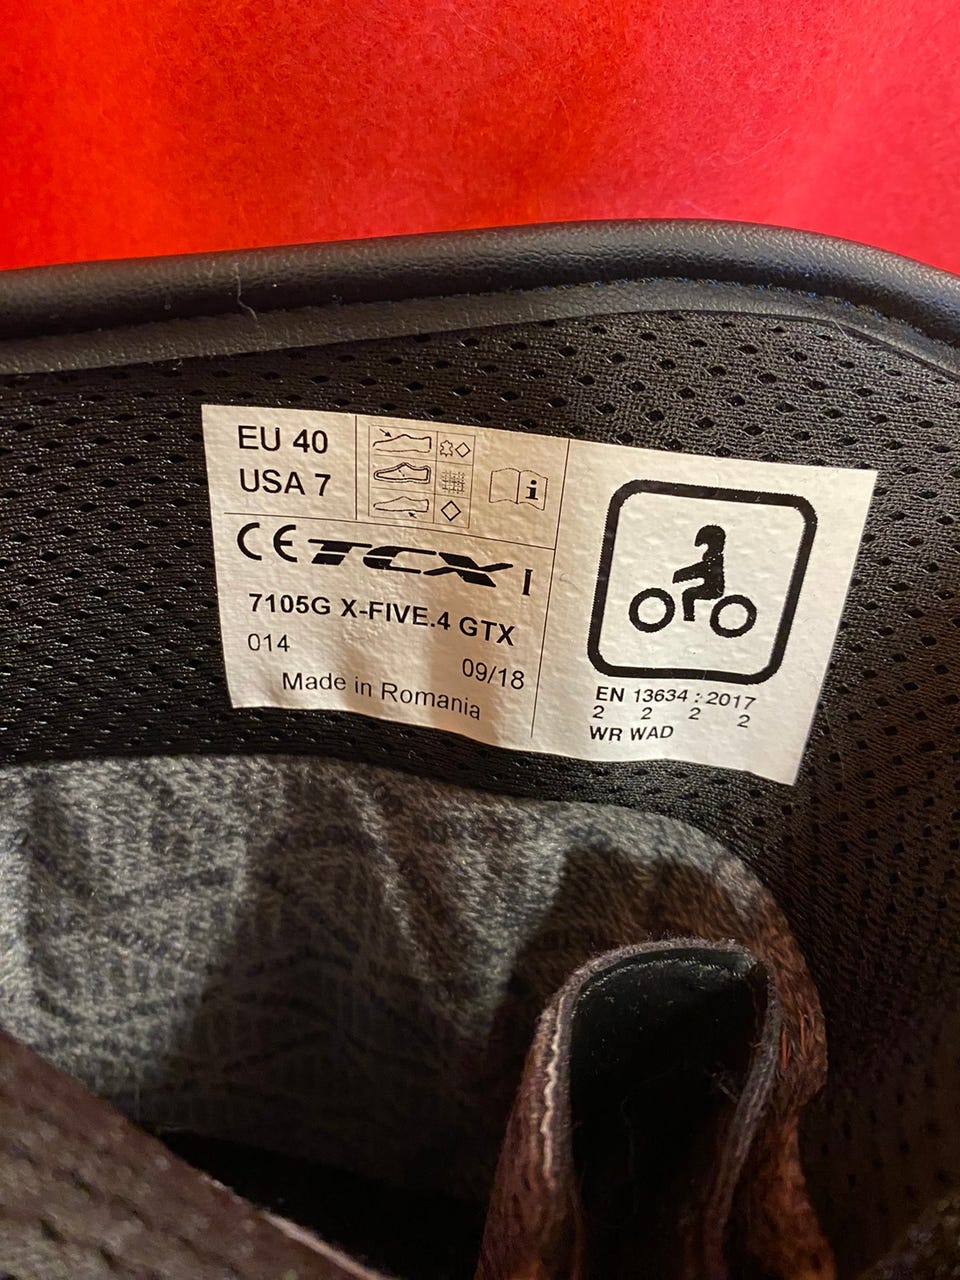 EU 40
USA 7
i
CE TCX I
7105G X-FIVE.4 GTX
014
09/18
Made in Romania
EN 13634 : 2017
2 2 2 2
WR WAD